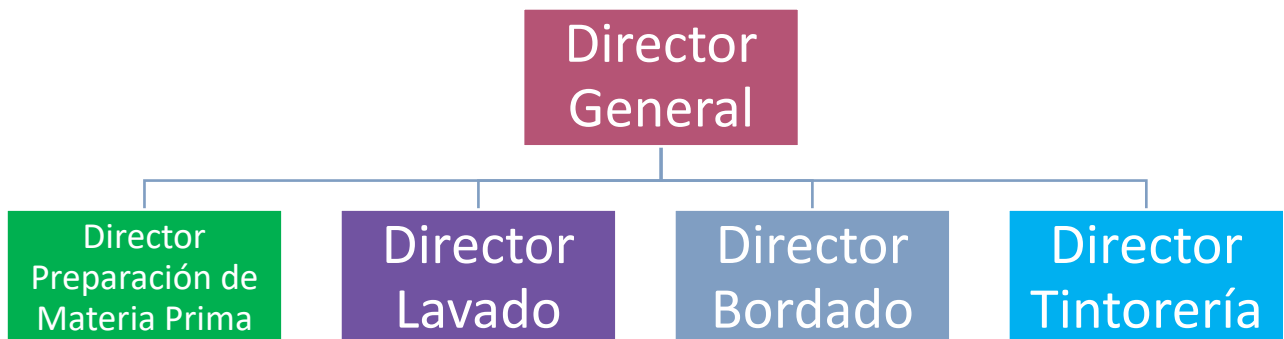 Director
General
Director
Preparación de
Materia Prima
Director
Lavado
Director
Bordado
Director
Tintorería